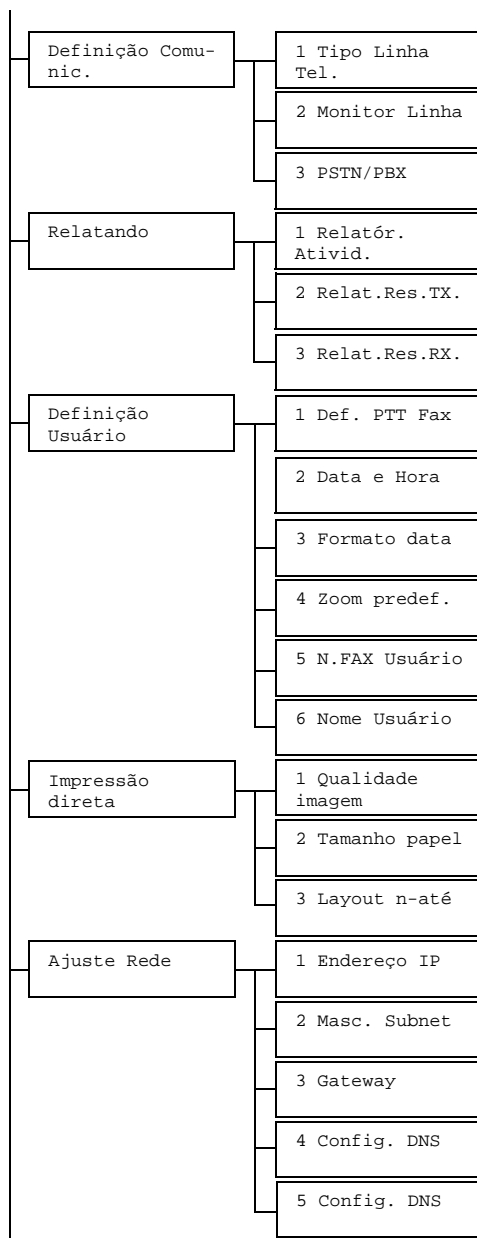 Definição Comu-
nic.
1 Tipo Linha
Tel.
2 Monitor Linha
3 PSTN/PBX
Relatando
1 Relatór.
Ativid.
2 Relat.Res.TX.
3 Relat.Res.RX.
Definição
Usuário
1 Def. PTT Fax
2 Data e Hora
3 Formato data
4 Zoom predef.
5 N.FAX Usuário
6 Nome Usuário
Impressão
direta
1 Qualidade
imagem
2 Tamanho papel
3 Layout n-até
Ajuste Rede
1 Endereço IP
2 Masc. Subnet
3 Gateway
4 Config. DNS
5 Config. DNS